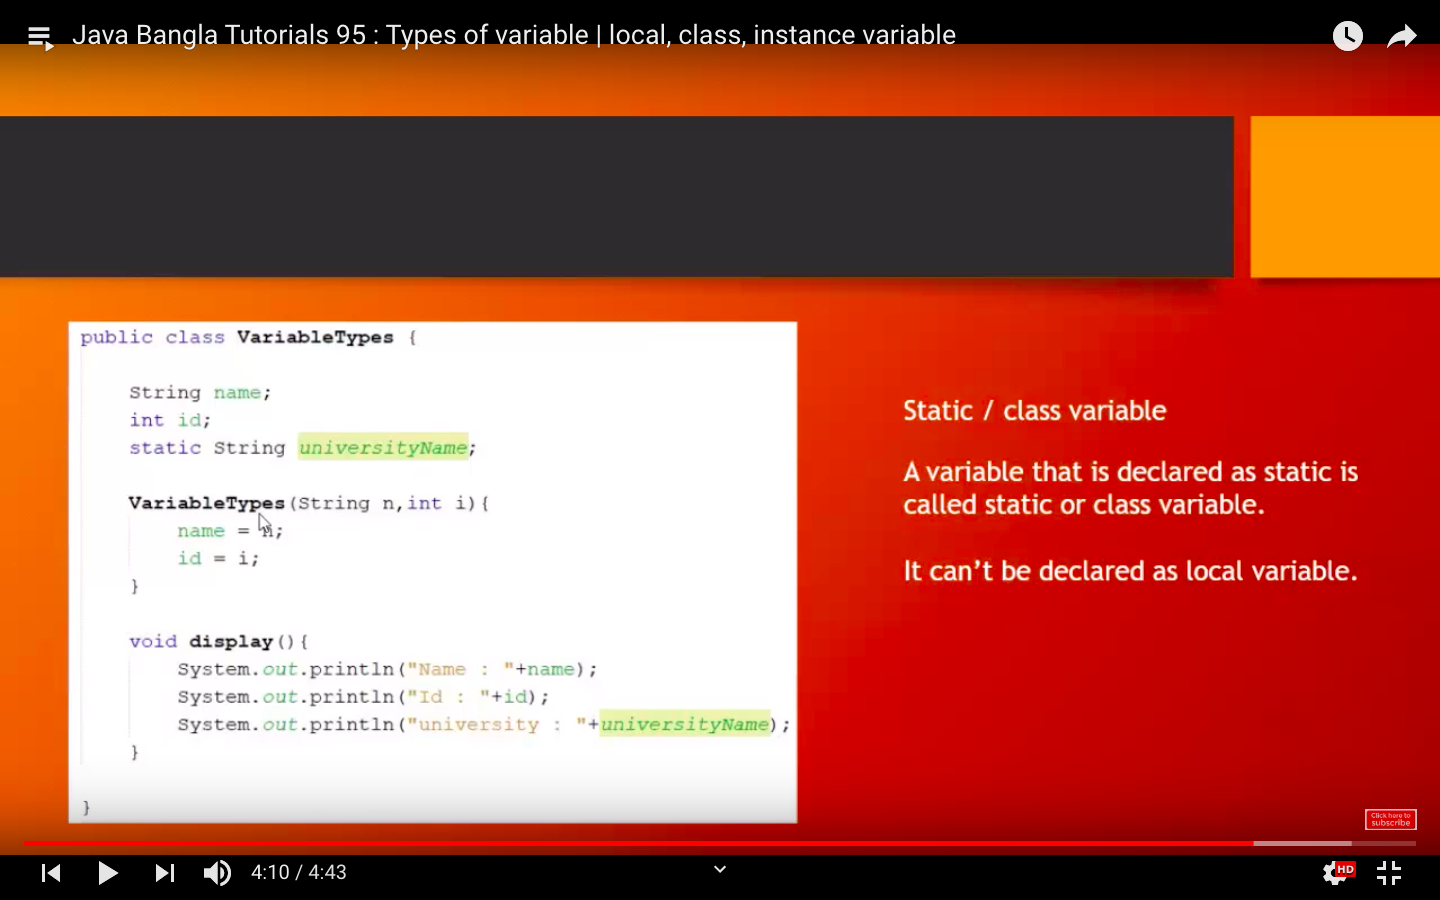 Java Bangla Tutorials 95 : Types of variable | local, class, instance variable
public class VariableTypes {
String name;
int id;
static String universityName;
VariableTypes(String n,int i){
name = n;
id = i;
}
void display(){
System.out.println("Name : "+name);
System.out.println("Id : "+id);
System.out.println("university : "+universityName);
}
}
Static / class variable
A variable that is declared as static is
called static or class variable.
It can't be declared as local variable.
Click here to
subscribe
4:10 / 4:43
HD